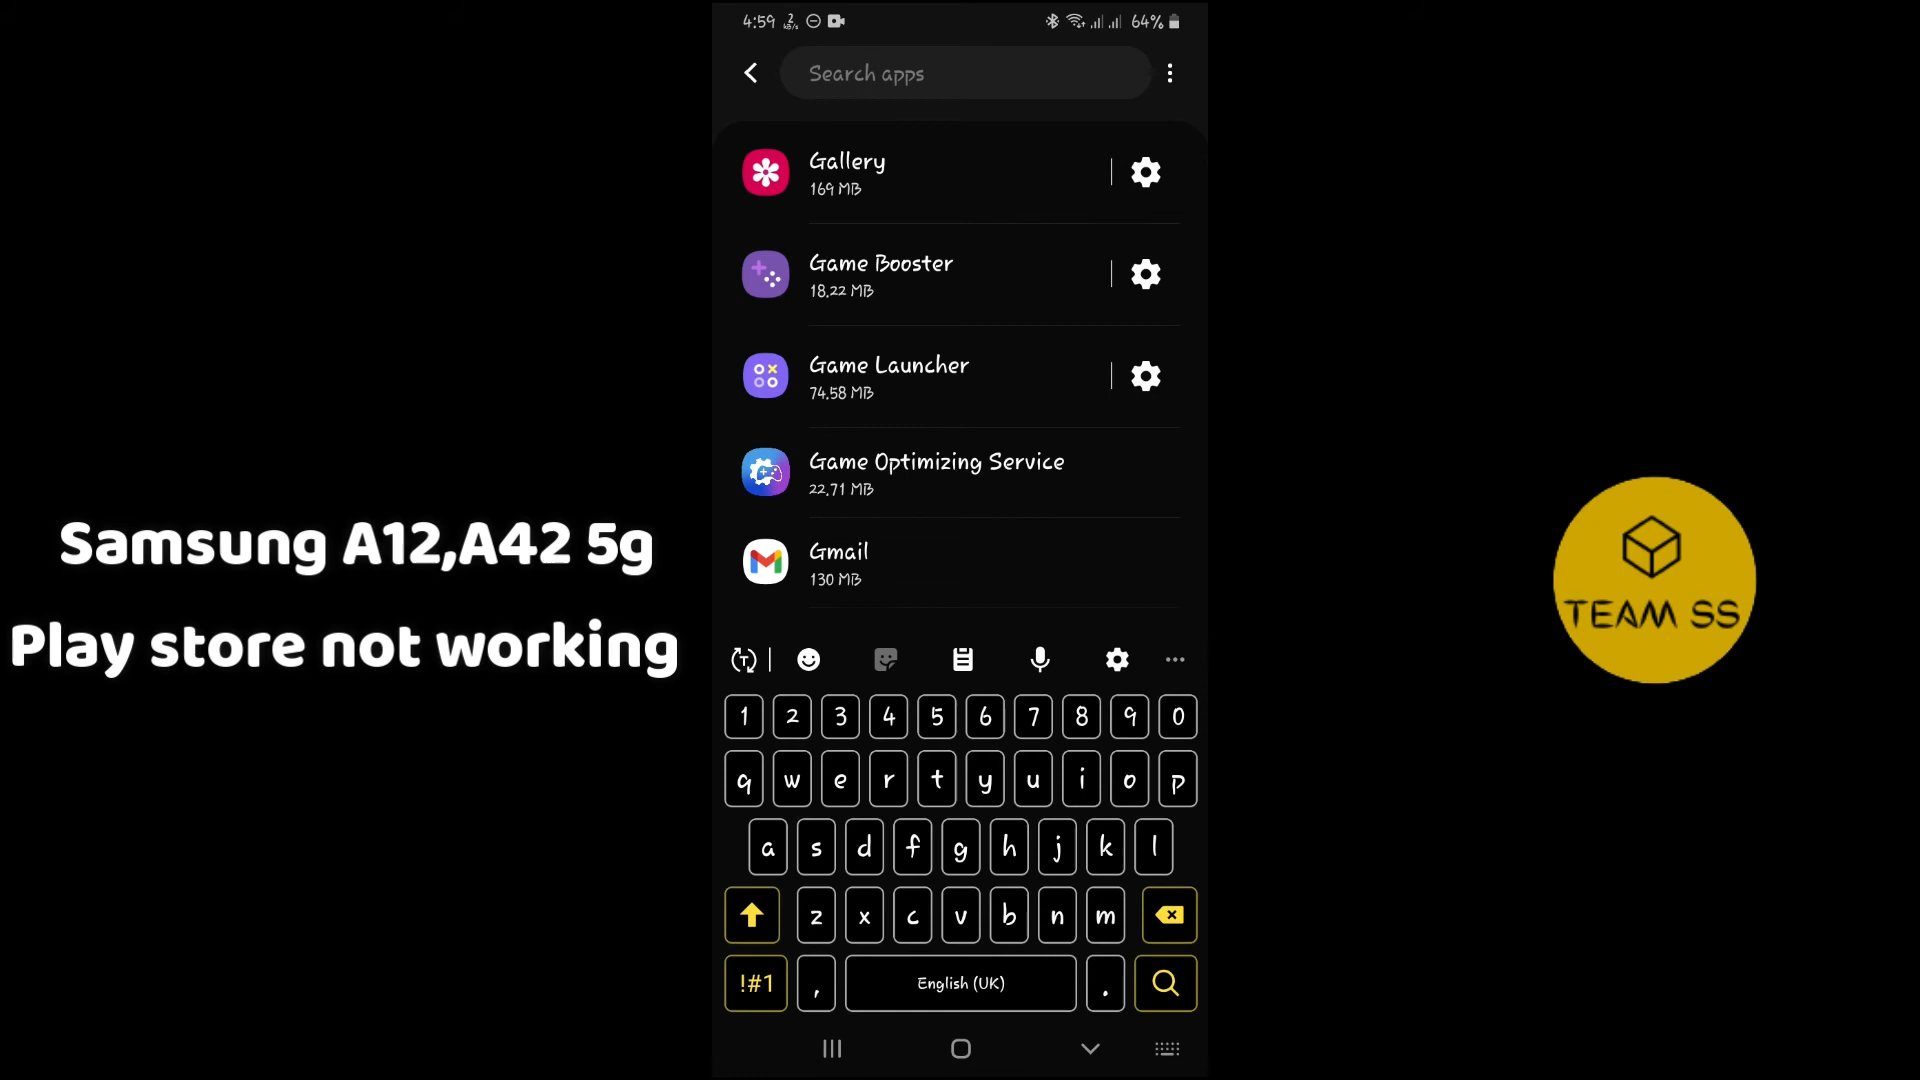 4:59 2 KB/s 64%
Search apps
Gallery
169 MB
Game Booster
18.22 MB
Game Launcher
74.58 MB
Game Optimizing Service
22.71 MB
Gmail
130 MB
Samsung A12,A42 5g
Play store not working
TEAM SS
T
1 2 3 4 5 6 7 8 9 0
q w e r t y u i o p
a s d f g h j k l
z x c v b n m
!#1 , English (UK) .